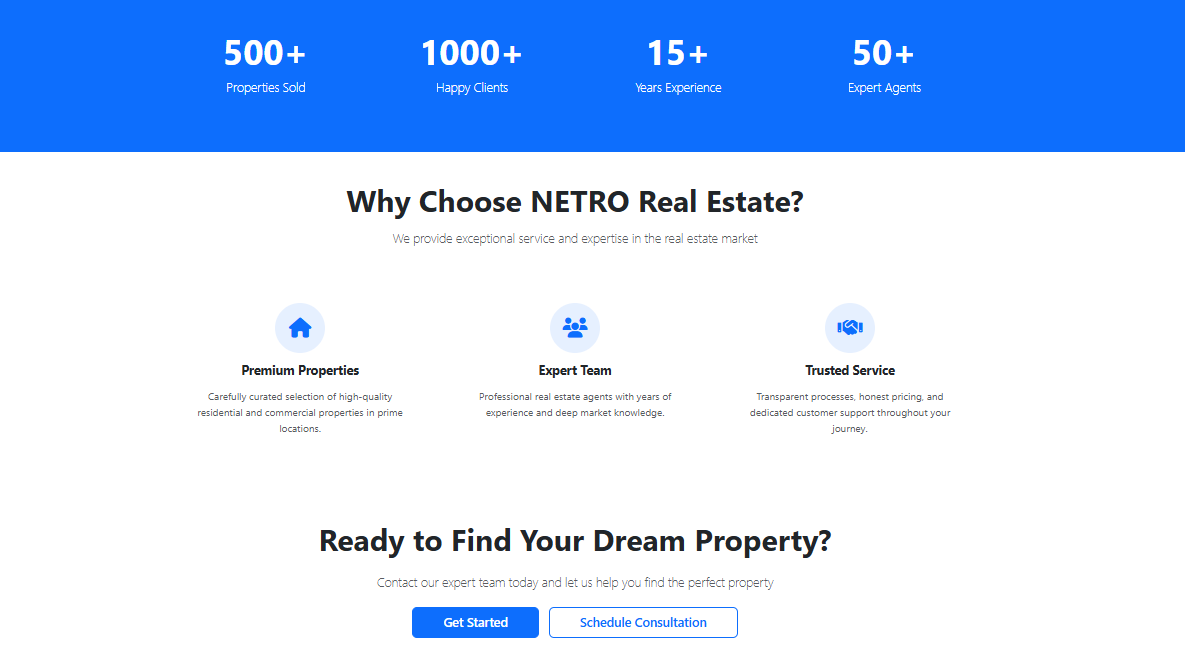 500+ 1000+ 15+ 50+
Properties Sold Happy Clients Years Experience Expert Agents
Why Choose NETRO Real Estate?
We provide exceptional service and expertise in the real estate market
Premium Properties
Carefully curated selection of high-quality
residential and commercial properties in prime
locations.
Expert Team
Professional real estate agents with years of
experience and deep market knowledge.
Trusted Service
Transparent processes, honest pricing, and
dedicated customer support throughout your
journey.
Ready to Find Your Dream Property?
Contact our expert team today and let us help you find the perfect property
Get Started Schedule Consultation